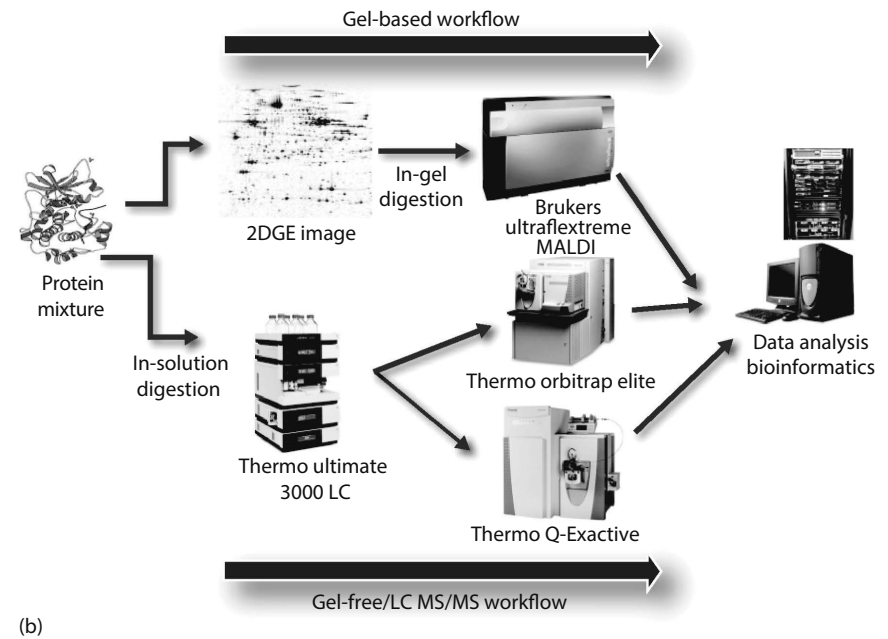 Gel-based workflow
In-gel
digestion
2DGE image
Brukers
ultraflextreme
MALDI
Protein
mixture
In-solution
digestion
Thermo orbitrap elite
Data analysis
bioinformatics
Thermo ultimate
3000 LC
Thermo Q-Exactive
Gel-free/LC MS/MS workflow
(b)